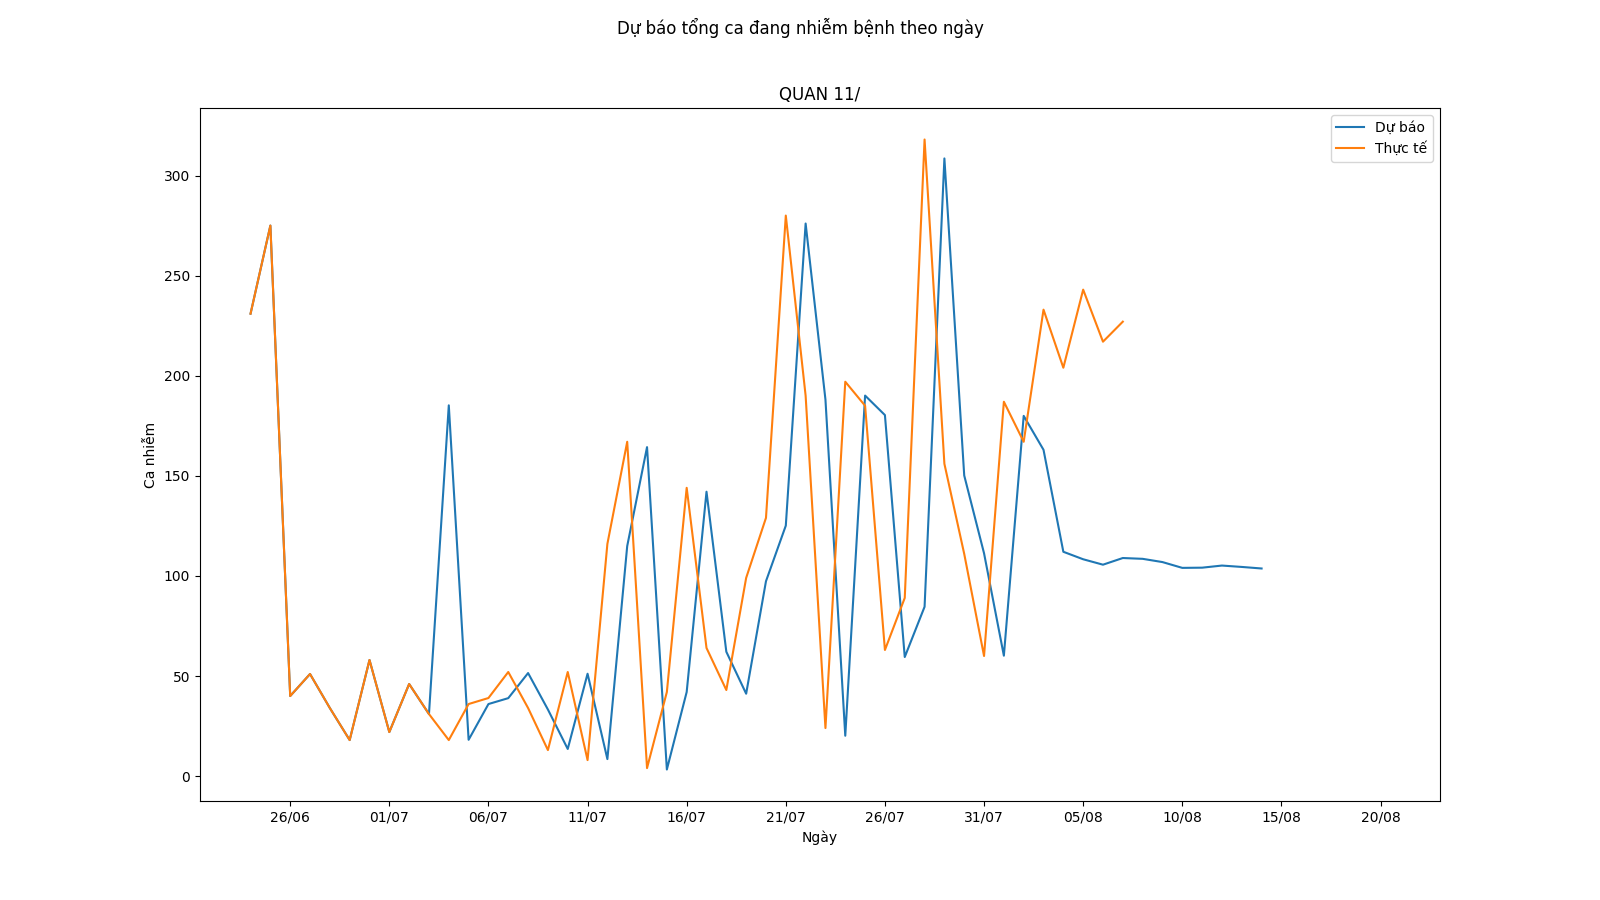 Dự báo tổng ca đang nhiễm bệnh theo ngày
QUAN 11/
Dự báo
Thực tế
300
250
200
150
100
50
0
Ca nhiễm
26/06 01/07 06/07 11/07 16/07 21/07 26/07 31/07 05/08 10/08 15/08 20/08
Ngày